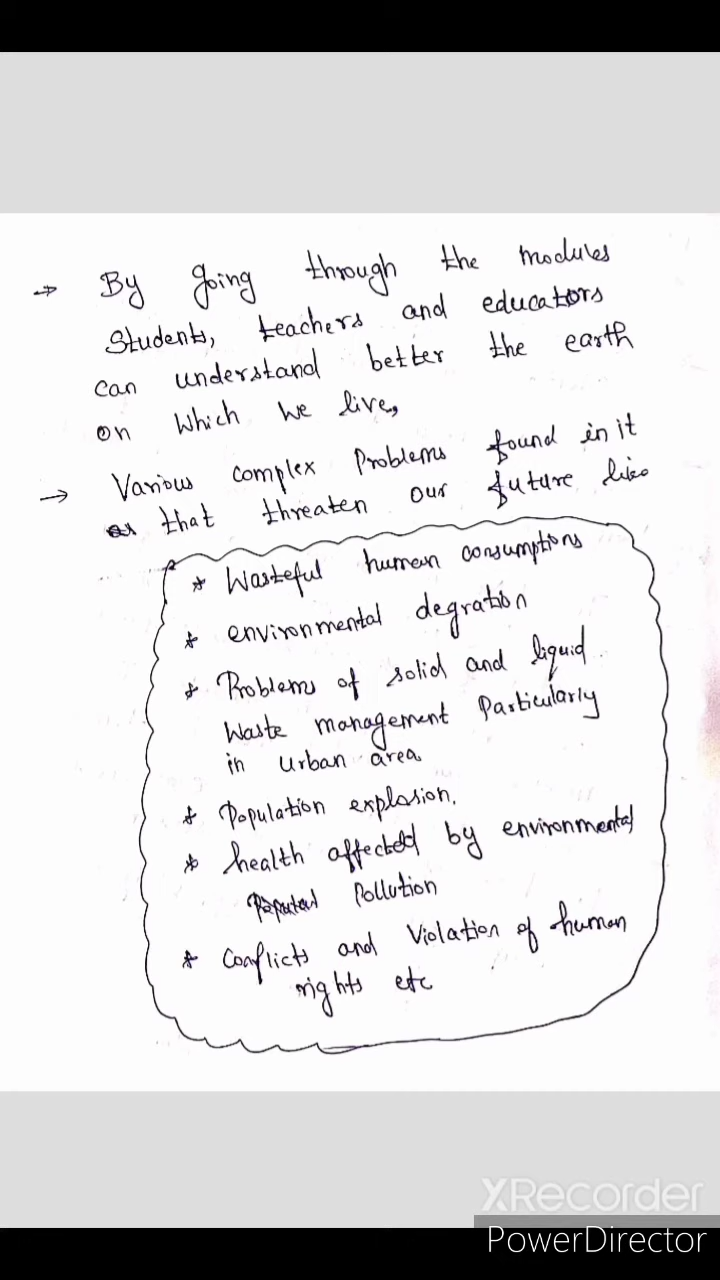 → By going through the modules
Students, teachers and educators
can understand better the earth
on which we live,
→ Various complex Problems found in it
that threaten our future like
* Wasteful human consumptions
* environmental degration
* Problems of solid and liquid
Waste management Particularly
in urban area
* Population explosion.
* health affected by environmental
Pollution
* Conflicts and Violation of human
rights etc
XRecorder
PowerDirector